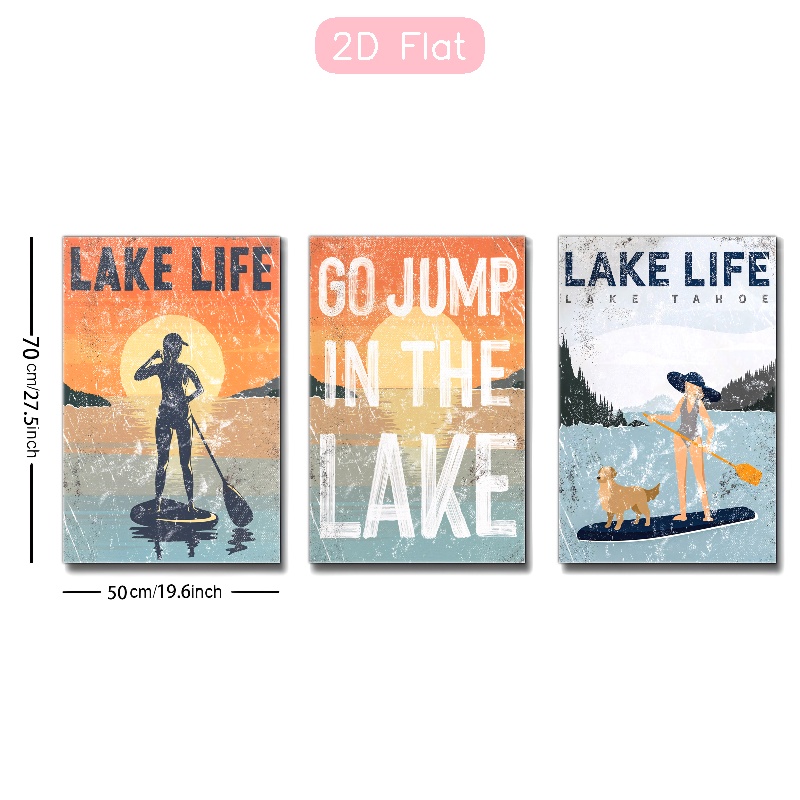 2D Flat
LAKE LIFE
GO JUMP
IN THE
LAKE
LAKE LIFE
LAKE TAHOE
70cm/27.5inch
50cm/19.6inch